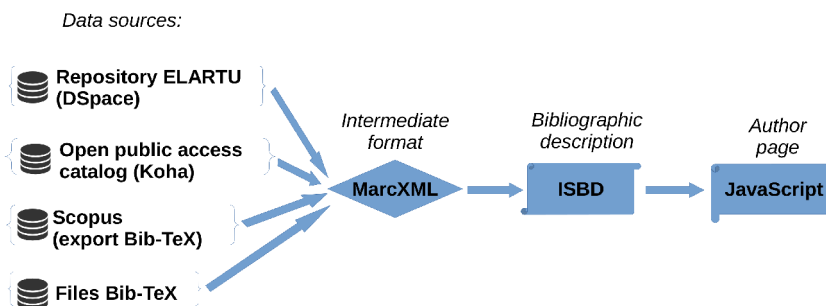 Data sources:
Repository ELARTU
(DSpace)
Open public access
catalog (Koha)
Scopus
(export Bib-TeX)
Files Bib-TeX
Intermediate
format
MarcXML
Bibliographic
description
ISBD
Author
page
JavaScript